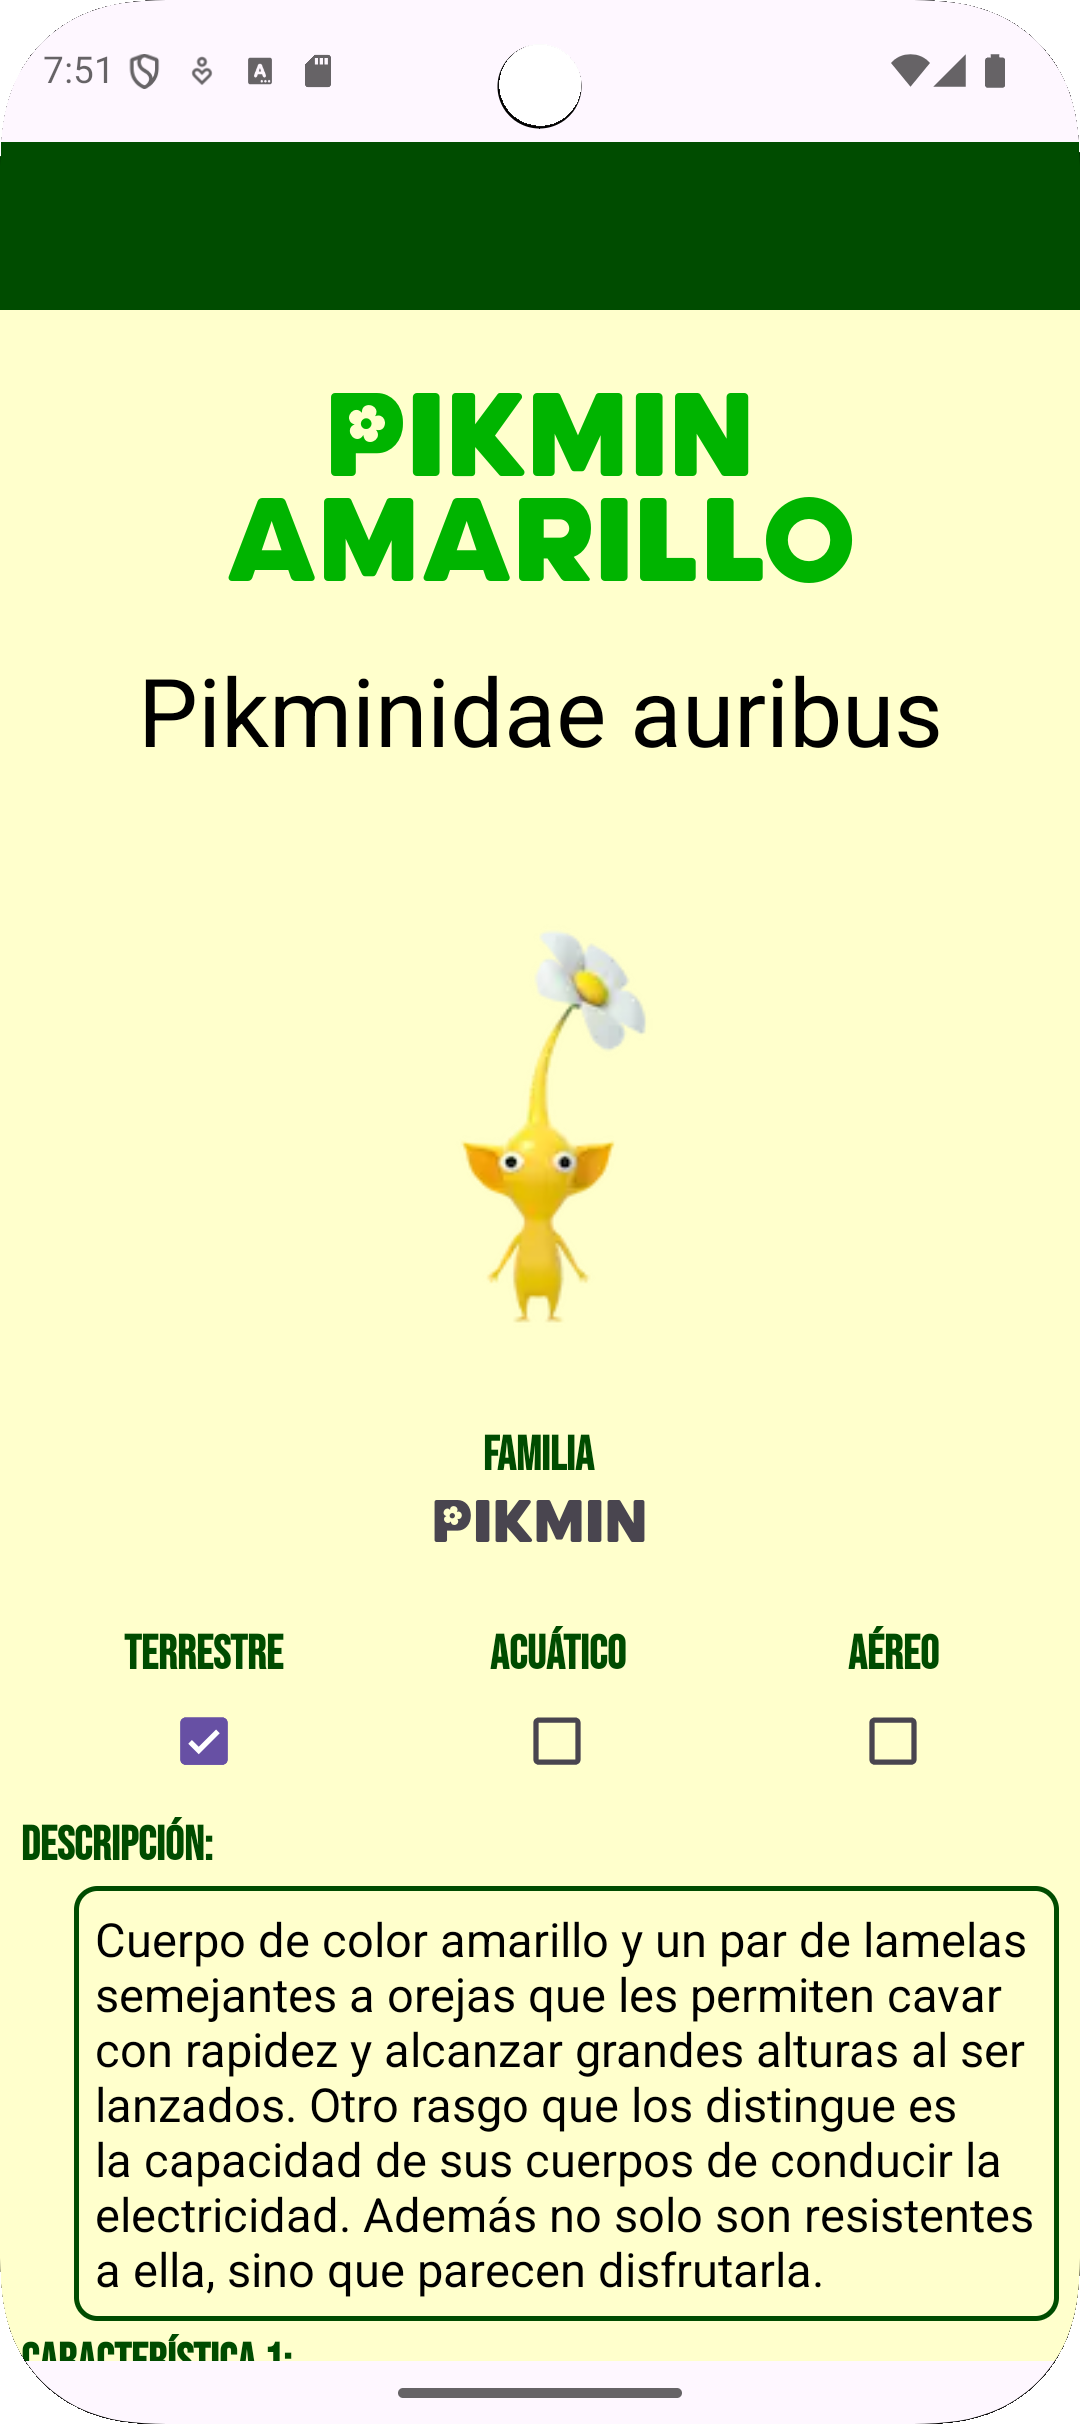 7:51
PIKMIN
AMARILLO
Pikminidae auribus
FAMILIA
PIKMIN
TERRESTRE ACUÁTICO AÉREO
DESCRIPCIÓN:
Cuerpo de color amarillo y un par de lamelas
semejantes a orejas que les permiten cavar
con rapidez y alcanzar grandes alturas al ser
lanzados. Otro rasgo que los distingue es
la capacidad de sus cuerpos de conducir la
electricidad. Además no solo son resistentes
a ella, sino que parecen disfrutarla.
CARACTERÍSTICA 1: